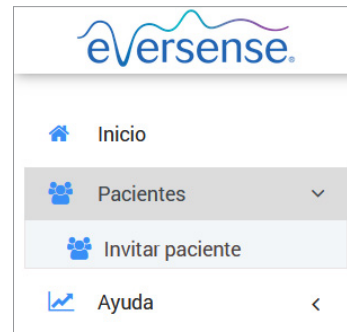 eversense.
Inicio
Pacientes
Invitar paciente
Ayuda